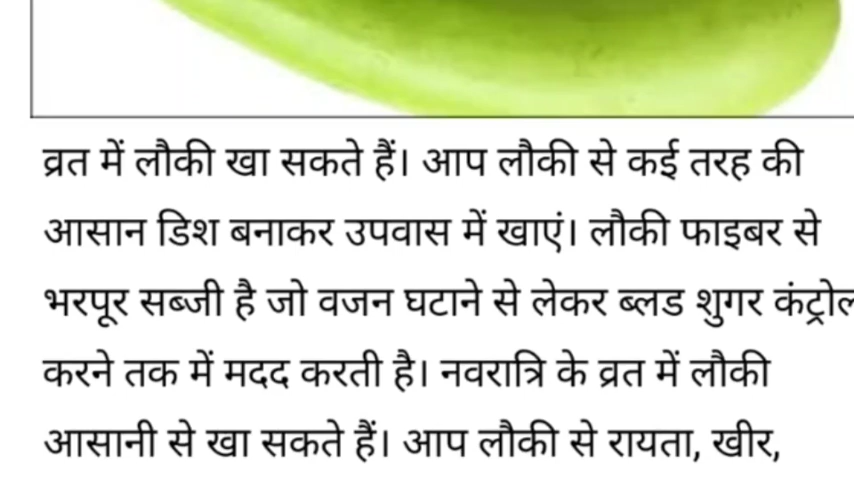 व्रत में लौकी खा सकते हैं। आप लौकी से कई तरह की
आसान डिश बनाकर उपवास में खाएं। लौकी फाइबर से
भरपूर सब्जी है जो वजन घटाने से लेकर ब्लड शुगर कंट्रोल
करने तक में मदद करती है। नवरात्रि के व्रत में लौकी
आसानी से खा सकते हैं। आप लौकी से रायता, खीर,